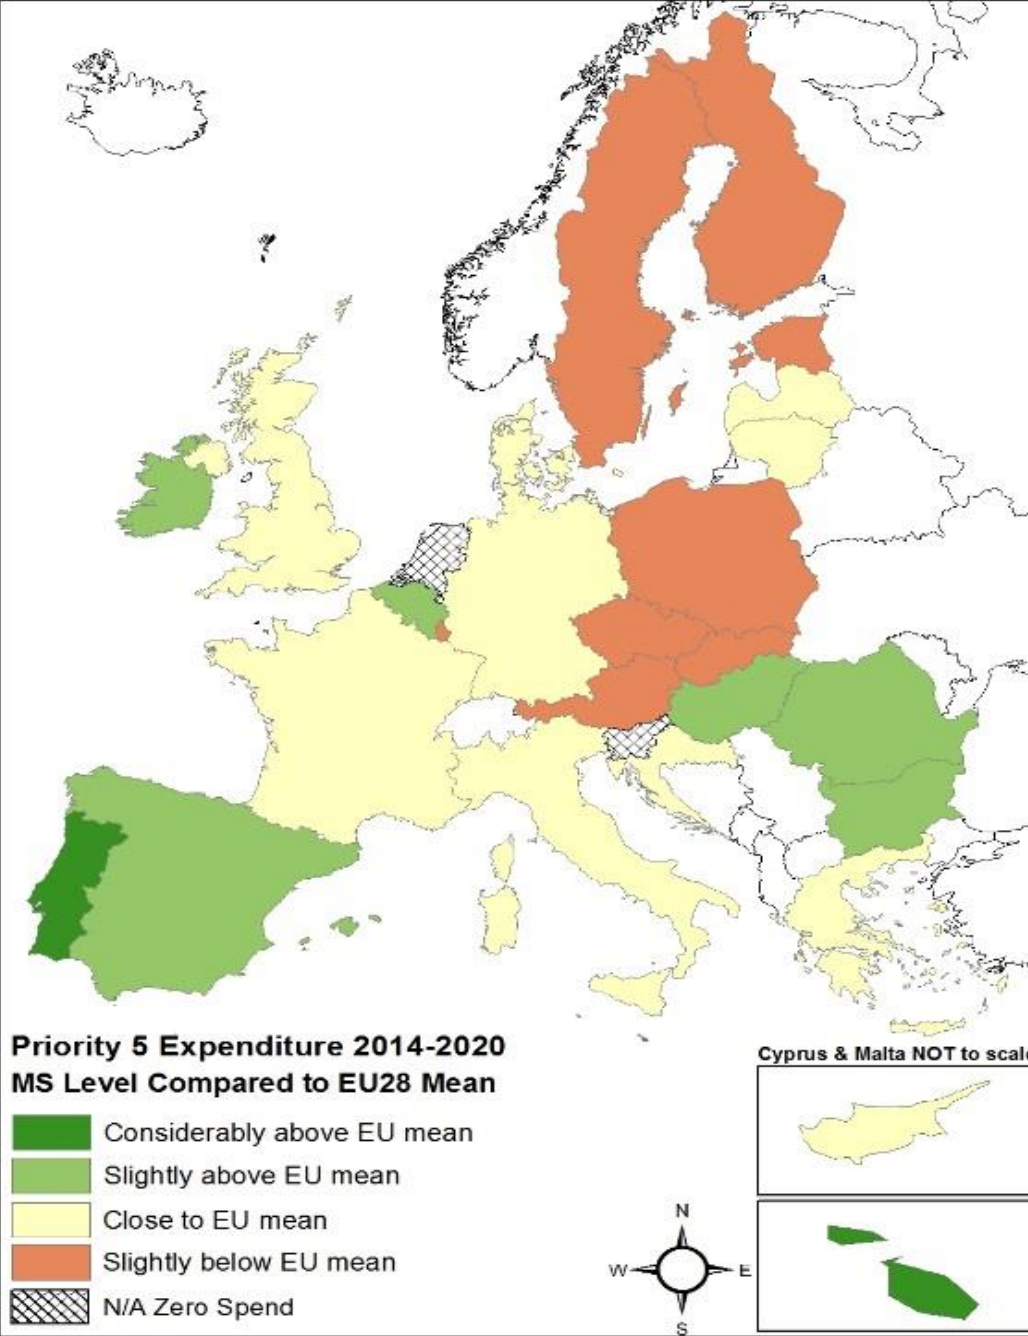 Priority 5 Expenditure 2014-2020
MS Level Compared to EU28 Mean
Considerably above EU mean
Slightly above EU mean
Close to EU mean
Slightly below EU mean
N/A Zero Spend
N
W
E
S
Cyprus & Malta NOT to scale